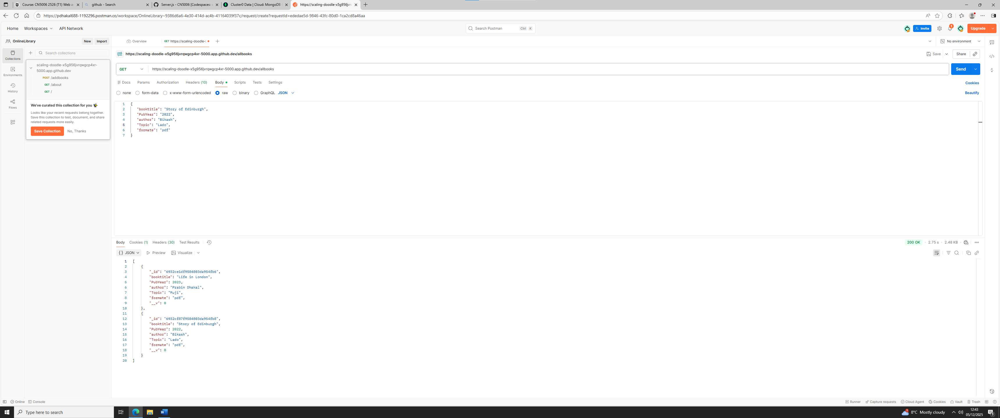 Course: CN5006 2526 (T1) Web a
github - Search
Server.js - CN5006 [Codespaces:
Cluster0 Data | Cloud: MongoDB
https://scaling-doodle-x5g956jvr
https://pdhakal688-1192296.postman.co/workspace/OnlineLibrary~9386d6a6-4e30-414d-ac4b-41164039f37c/request/create?requestId=ededae5d-9846-43fc-80d0-1ca2cd8a46aa
Home Workspaces API Network
Search Postman Ctrl K
Invite 1 Upgrade
OnlineLibrary New Import
Overview GET https://scaling-doodle-: No environment
Collections
Search collections
https://scaling-doodle-x5g956jvrqwgcp4xr-5000.app.github.dev/allbooks
Save Share
scaling-doodle-x5g956jvrqwgcp4xr-
5000.app.github.dev
POST /addbooks
GET /about
GET /
Environments
History
Flows
We've curated this collection for you
Looks like your recent requests belong together.
Save this collection to test, document, and share
related requests more easily.
Save Collection No, Thanks
GET https://scaling-doodle-x5g956jvrqwgcp4xr-5000.app.github.dev/allbooks Send
Docs Params Authorization Headers (10) Body Scripts Tests Settings Cookies
none form-data x-www-form-urlencoded raw binary GraphQL JSON Beautify
1 {
2 "booktitle": "Story of Edinburgh",
3 "PubYear": "2022",
4 "author": "Bikash",
5 "Topic": "Lado",
6 "formate": "pdf"
7 }
Body Cookies (1) Headers (30) Test Results 200 OK 2.75 s 2.48 KB
{} JSON Preview Visualize
1 [
2 {
3 "_id": "6932ce1df9584803da954fb6",
4 "booktitle": "Life in London",
5 "PubYear": 2023,
6 "author": "Prabin Dhakal",
7 "Topic": "Muji",
8 "formate": "pdf",
9 "__v": 0
10 },
11 {
12 "_id": "6932cf87f9584803da954fb8",
13 "booktitle": "Story of Edinburgh",
14 "PubYear": 2022,
15 "author": "Bikash",
16 "Topic": "Lado",
17 "formate": "pdf",
18 "__v": 0
19 }
20 ]
Online Console Runner Capture requests Cloud Agent Cookies Vault Trash
Type here to search
3 8°C Mostly cloudy 12:43
05/12/2025 3